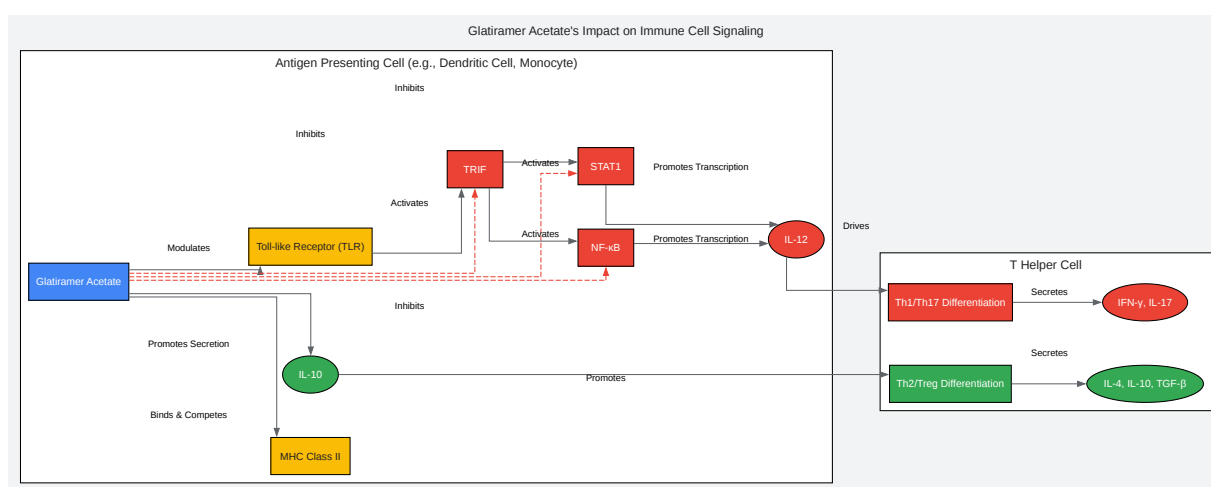 Glatiramer Acetate's Impact on Immune Cell Signaling
Antigen Presenting Cell (e.g., Dendritic Cell, Monocyte)
Inhibits
Inhibits
TRIF
Activates
STAT1
Promotes Transcription
Activates
Toll-like Receptor (TLR)
Modulates
Activates
NF-κB
Promotes Transcription
IL-12
Drives
Glatiramer Acetate
Inhibits
T Helper Cell
Th1/Th17 Differentiation
Secretes
IFN-γ, IL-17
Promotes Secretion
IL-10
Promotes
Th2/Treg Differentiation
Secretes
IL-4, IL-10, TGF-β
Binds & Competes
MHC Class II